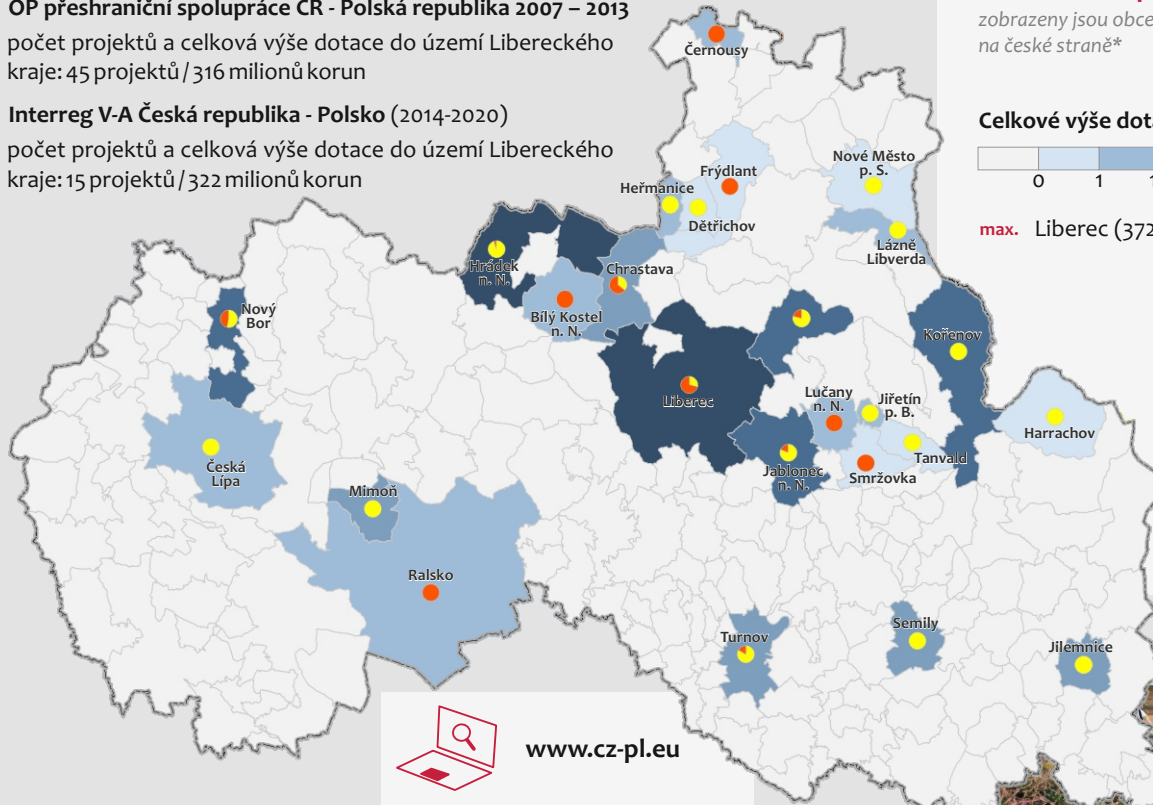 OP přeshraniční spolupráce ČR - Polská republika 2007 – 2013
počet projektů a celková výše dotace do území Libereckého
kraje: 45 projektů / 316 milionů korun
Interreg V-A Česká republika - Polsko (2014-2020)
počet projektů a celková výše dotace do území Libereckého
kraje: 15 projektů / 322 milionů korun
zobrazeny jsou obce
na české straně*
Celkové výše
0 1
max. Liberec (372
Černousy
Frýdlant
Nové Město
p. S.
Heřmanice
Dětřichov
Lázně
Libverda
Hrádek
n. N.
Chrastava
Bílý Kostel
n. N.
Nový
Bor
Kořenov
Liberec
Lučany
n. N.
Jiřetín
p. B.
Harrachov
Tanvald
Jablonec
n. N.
Smržovka
Česká
Lípa
Mimoň
Ralsko
Turnov
Semily
Jilemnice
www.cz-pl.eu